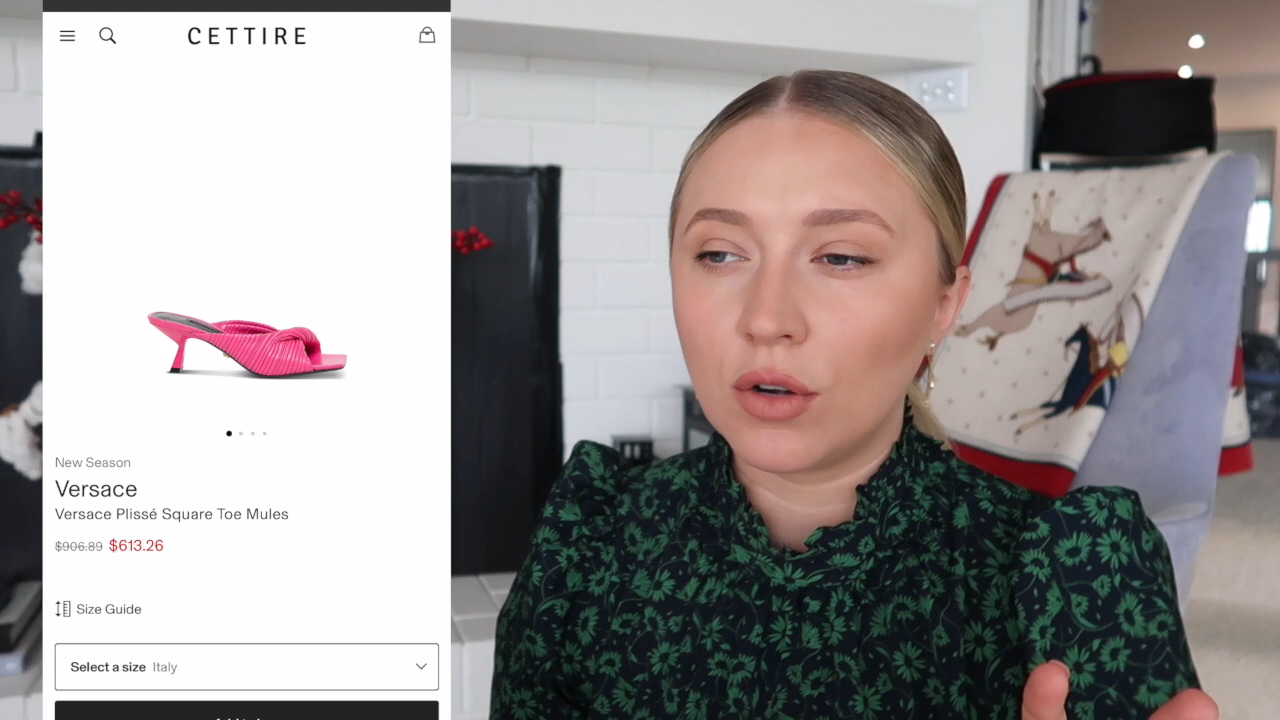 CETTIRE
New Season
Versace
Versace Plissé Square Toe Mules
$906.89 $613.26
Size Guide
Select a size Italy